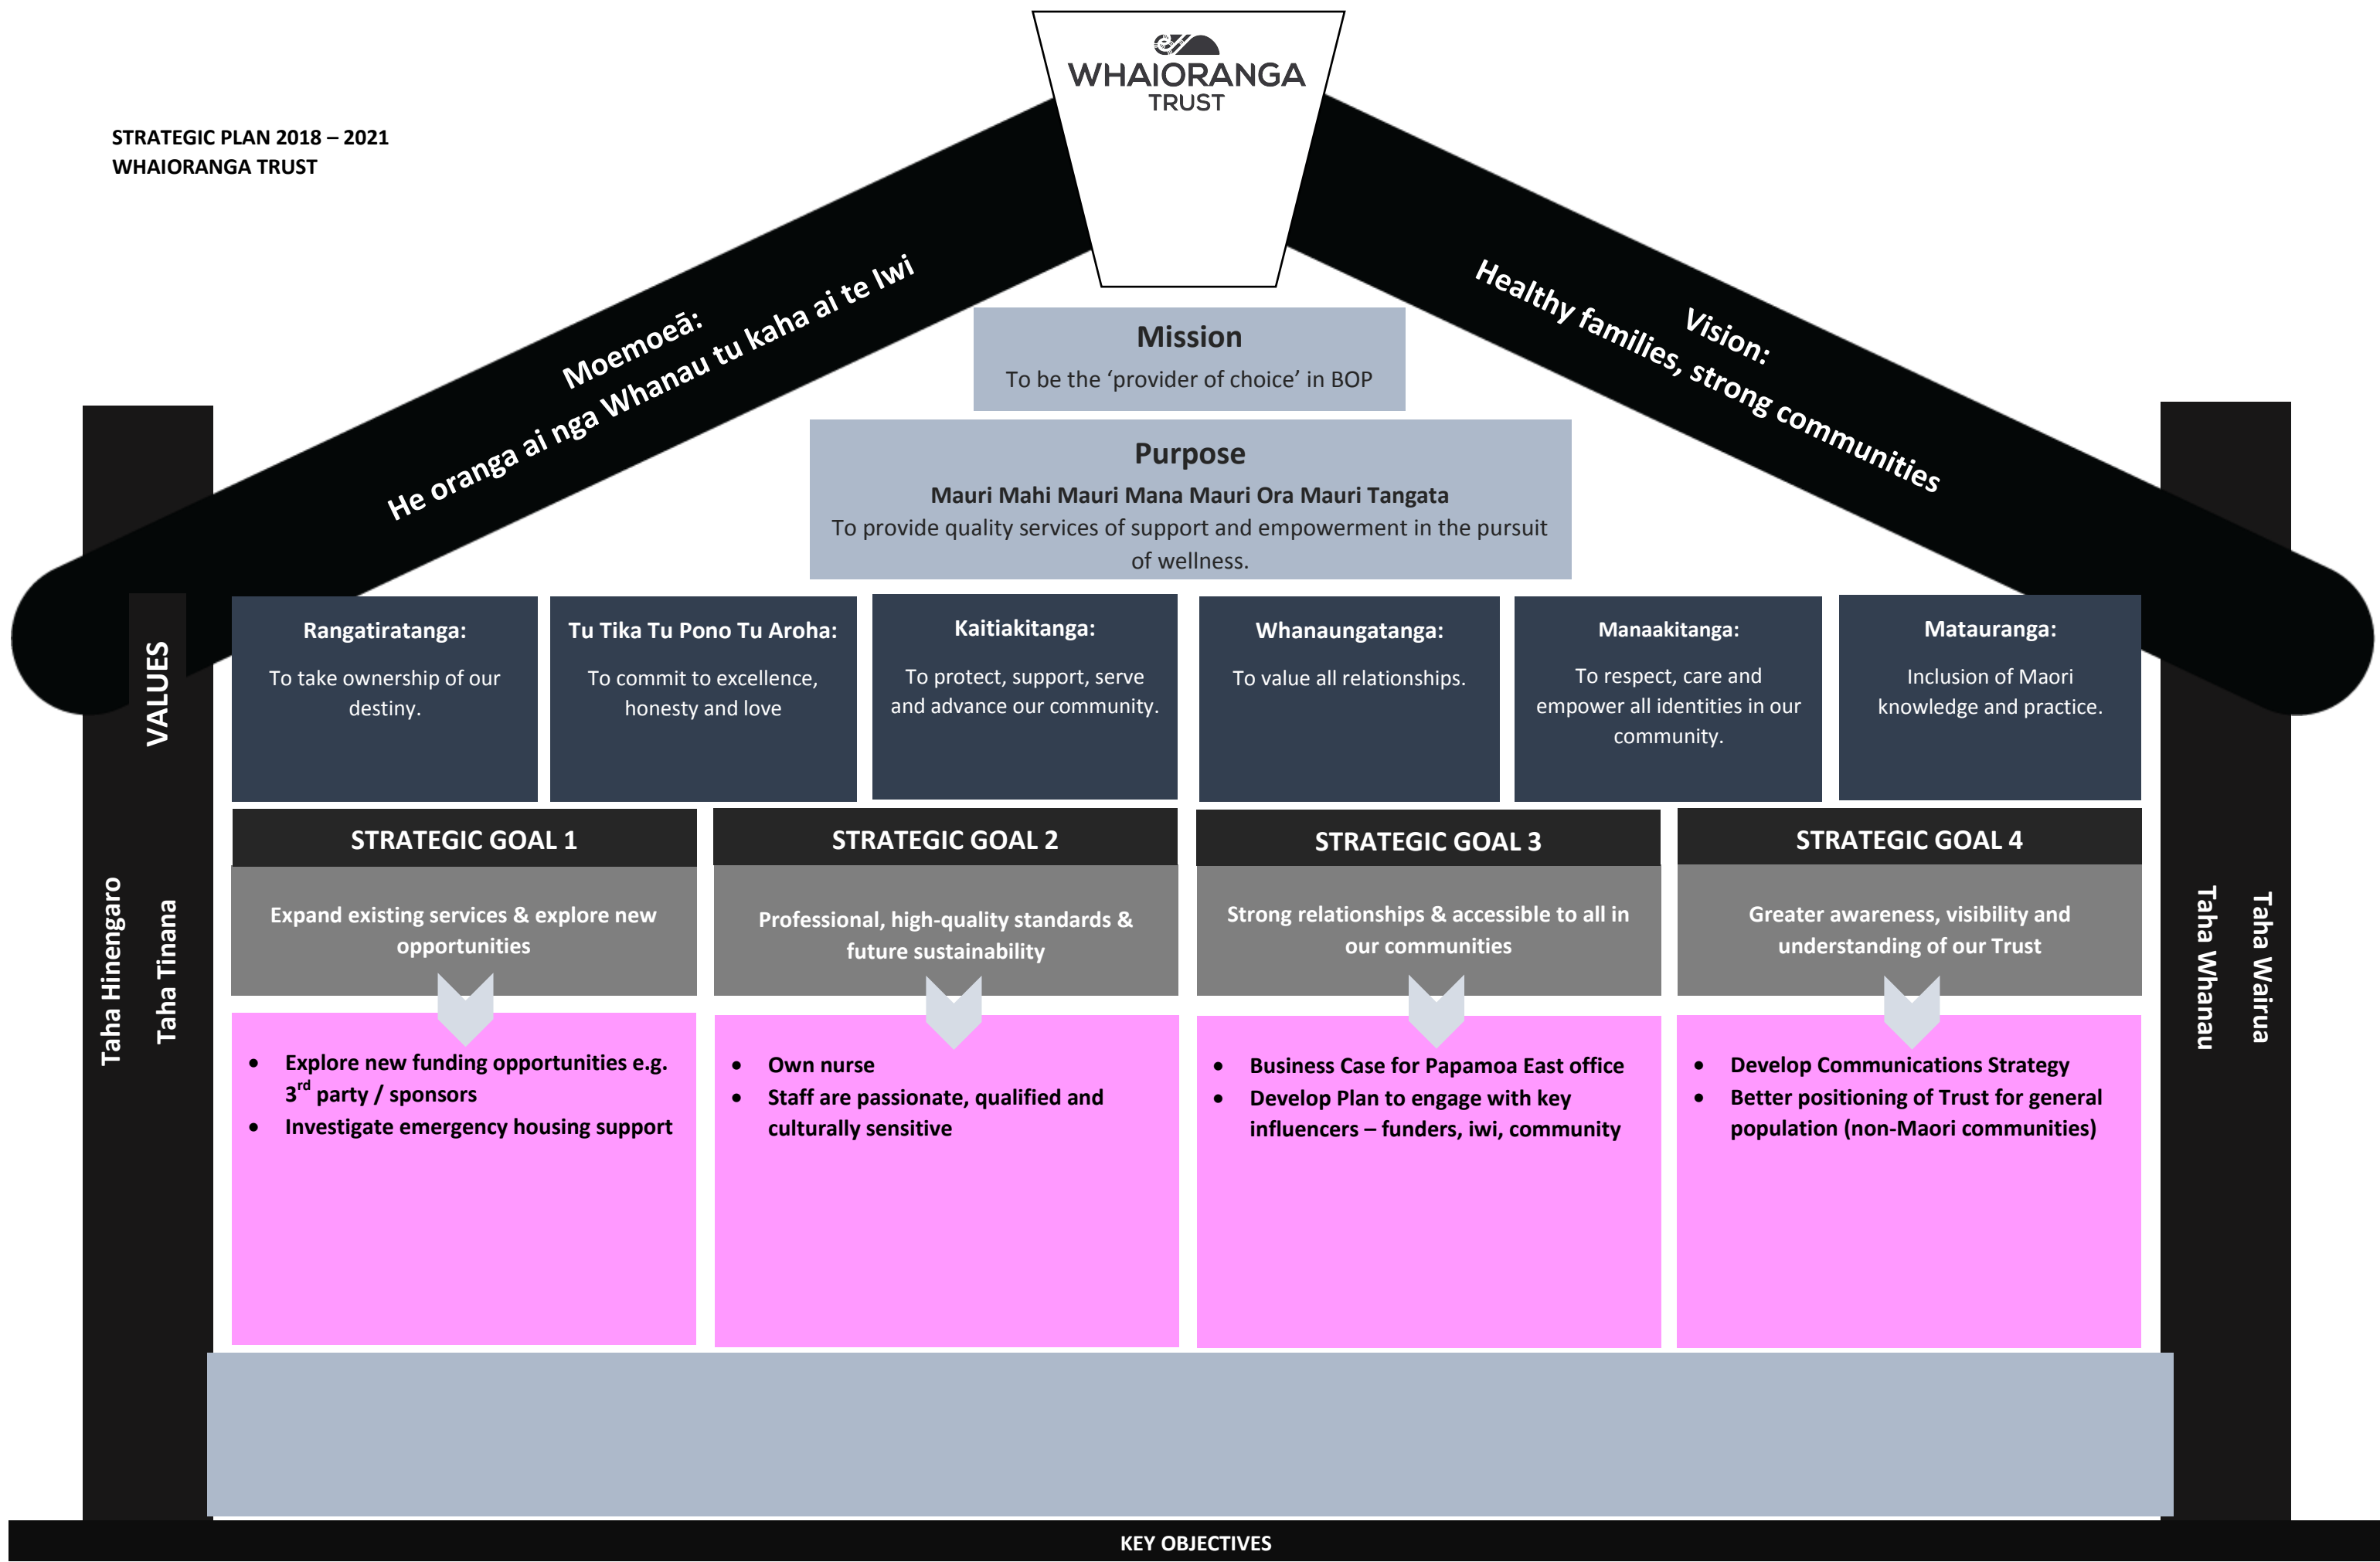 WHAIORANGA
TRUST
STRATEGIC PLAN 2018 – 2021
WHAIORANGA TRUST
Moemoeā:
He oranga ai nga Whanau tu kaha ai te Iwi
Vision:
Healthy families, strong communities
Mission
To be the ‘provider of choice’ in BOP
Purpose
Mauri Mahi Mauri Mana Mauri Ora Mauri Tangata
To provide quality services of support and empowerment in the pursuit
of wellness.
VALUES
Rangatiratanga:
To take ownership of our
destiny.
Tu Tika Tu Pono Tu Aroha:
To commit to excellence,
honesty and love
Kaitiakitanga:
To protect, support, serve
and advance our community.
Whanaungatanga:
To value all relationships.
Manaakitanga:
To respect, care and
empower all identities in our
community.
Matauranga:
Inclusion of Maori
knowledge and practice.
Taha Hinengaro
Taha Tinana
STRATEGIC GOAL 1
Expand existing services & explore new
opportunities
• Explore new funding opportunities e.g.
3rd party / sponsors
• Investigate emergency housing support
STRATEGIC GOAL 2
Professional, high-quality standards &
future sustainability
• Own nurse
• Staff are passionate, qualified and
culturally sensitive
STRATEGIC GOAL 3
Strong relationships & accessible to all in
our communities
• Business Case for Papamoa East office
• Develop Plan to engage with key
influencers – funders, iwi, community
STRATEGIC GOAL 4
Greater awareness, visibility and
understanding of our Trust
• Develop Communications Strategy
• Better positioning of Trust for general
population (non-Maori communities)
Taha Whanau
Taha Wairua
KEY OBJECTIVES